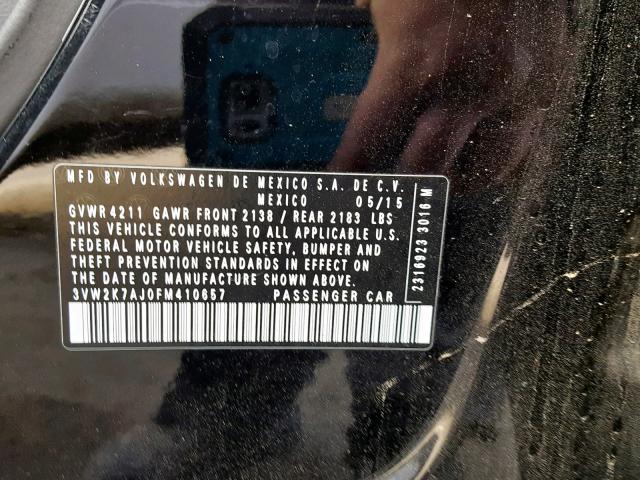 MFD BY VOLKSWAGEN DE MEXICO S.A. DE C.V.
MEXICO 05/15
GVWR 4211 GAWR FRONT 2138 / REAR 2183 LBS
THIS VEHICLE CONFORMS TO ALL APPLICABLE U.S.
FEDERAL MOTOR VEHICLE SAFETY, BUMPER AND
THEFT PREVENTION STANDARDS IN EFFECT ON
THE DATE OF MANUFACTURE SHOWN ABOVE.
3VW2K7AJ0FM410657 PASSENGER CAR
2316923 3016 M